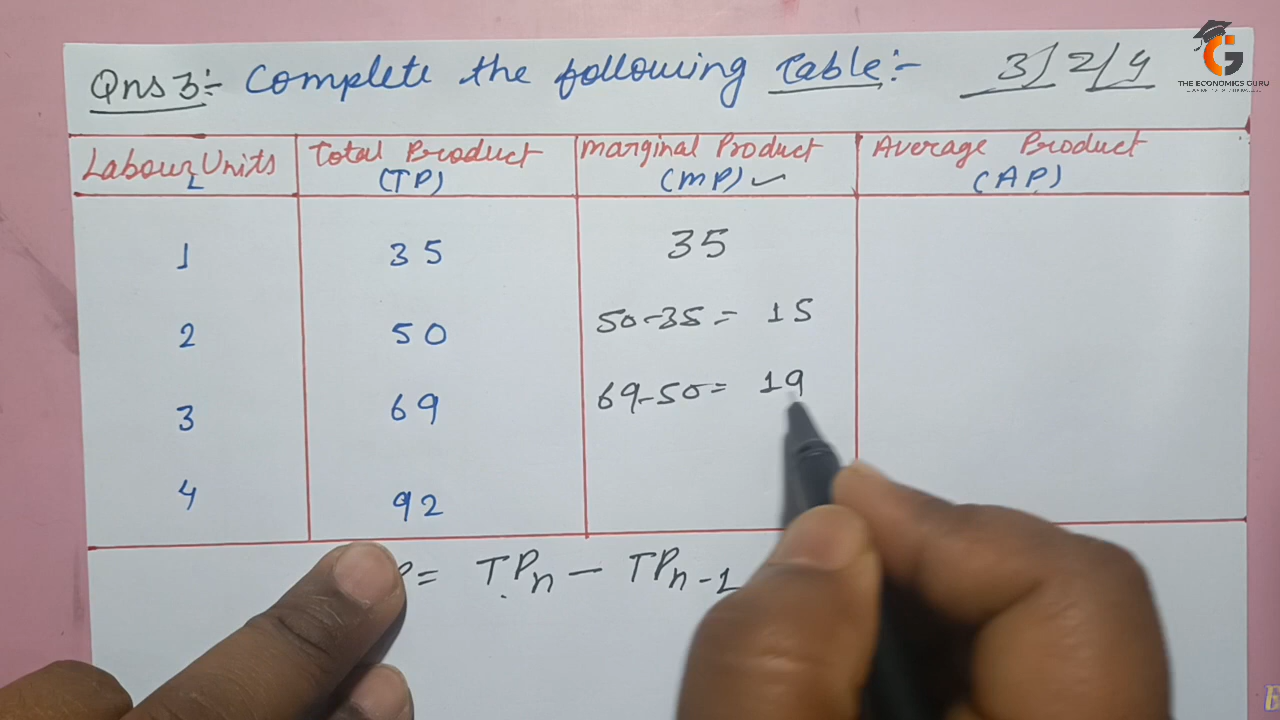 Qns 3:- Complete the following Table:- 3/2/4
THE ECONOMICS GURU
Labour Units Total Product Marginal Product Average Product
L (TP) (MP) ✓ (AP)
1 35 35
2 50 50-35= 15
3 69 69-50= 19
4 92
P= TPn - TPn-1